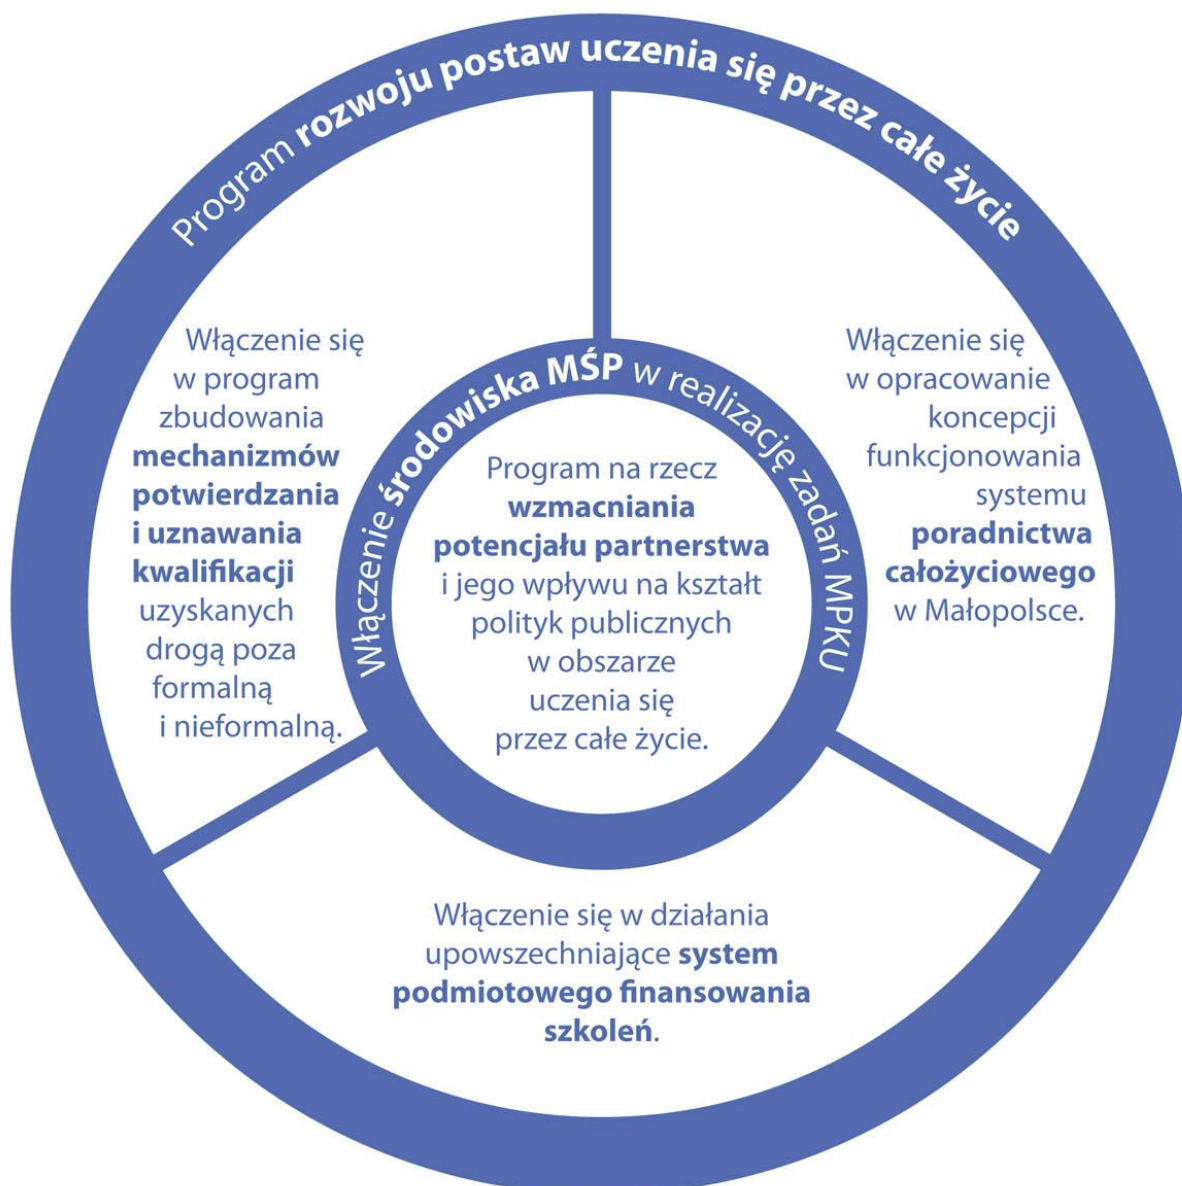 Program rozwoju postaw uczenia się przez całe życie
Włączenie się
w program
zbudowania
mechanizmów
potwierdzania
i uznawania
kwalifikacji
uzyskanych
drogą poza
formalną
i nieformalną.
Włączenie środowiska MŚP w realizację zadań MPKU
Program na rzecz
wzmacniania
potencjału partnerstwa
i jego wpływu na kształt
polityk publicznych
w obszarze
uczenia się
przez całe życie.
Włączenie się
w opracowanie
koncepcji
funkcjonowania
systemu
poradnictwa
całożyciowego
w Małopolsce.
Włączenie się w działania
upowszechniające system
podmiotowego finansowania
szkoleń.